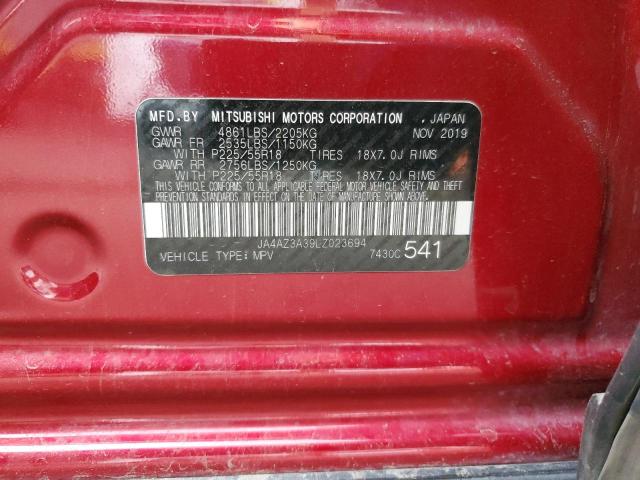 MFD.BY MITSUBISHI MOTORS CORPORATION , JAPAN
GVWR 4861LBS/2205KG NOV 2019
GAWR FR 2535LBS/1150KG
WITH P225/55R18 TIRES 18X7.0J RIMS
GAWR RR 2756LBS/1250KG
WITH P225/55R18 TIRES 18X7.0J RIMS
THIS VEHICLE CONFORMS TO ALL APPLICABLE FEDERAL MOTOR VEHICLE SAFETY AND THEFT
PREVENTION STANDARDS IN EFFECT ON THE DATE OF MANUFACTURE SHOWN ABOVE.
JA4AZ3A39LZ023694
VEHICLE TYPE: MPV 7430C 541